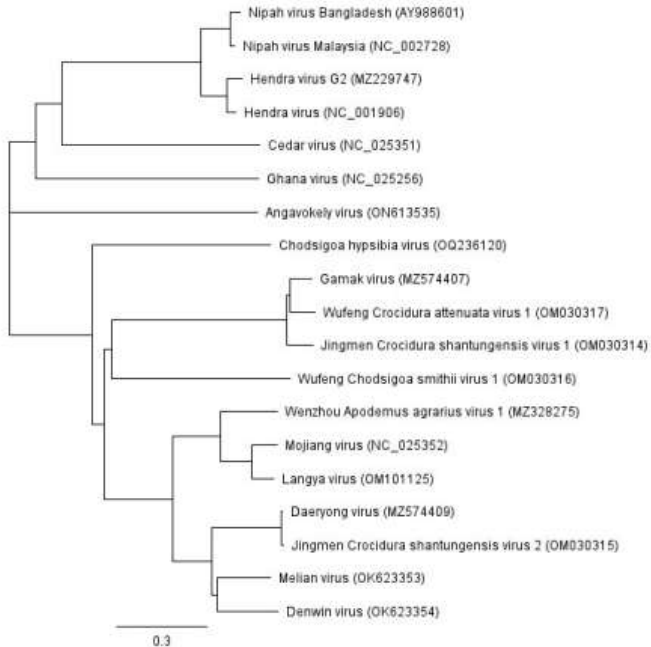 Nipah virus Bangladesh (AY988601)
Nipah virus Malaysia (NC_002728)
Hendra virus G2 (MZ229747)
Hendra virus (NC_001906)
Cedar virus (NC_025351)
Ghana virus (NC_025256)
Angavokely virus (ON613535)
Chodsigoa hypsibia virus (OQ236120)
Gamak virus (MZ574407)
Wufeng Crocidura attenuata virus 1 (OM030317)
Jingmen Crocidura shantungensis virus 1 (OM030314)
Wufeng Chodsigoa smithii virus 1 (OM030316)
Wenzhou Apodemus agrarius virus 1 (MZ328275)
Mojiang virus (NC_025352)
Langya virus (OM101125)
Daeryong virus (MZ574409)
Jingmen Crocidura shantungensis virus 2 (OM030315)
Melian virus (OK623353)
Denwin virus (OK623354)
0.3